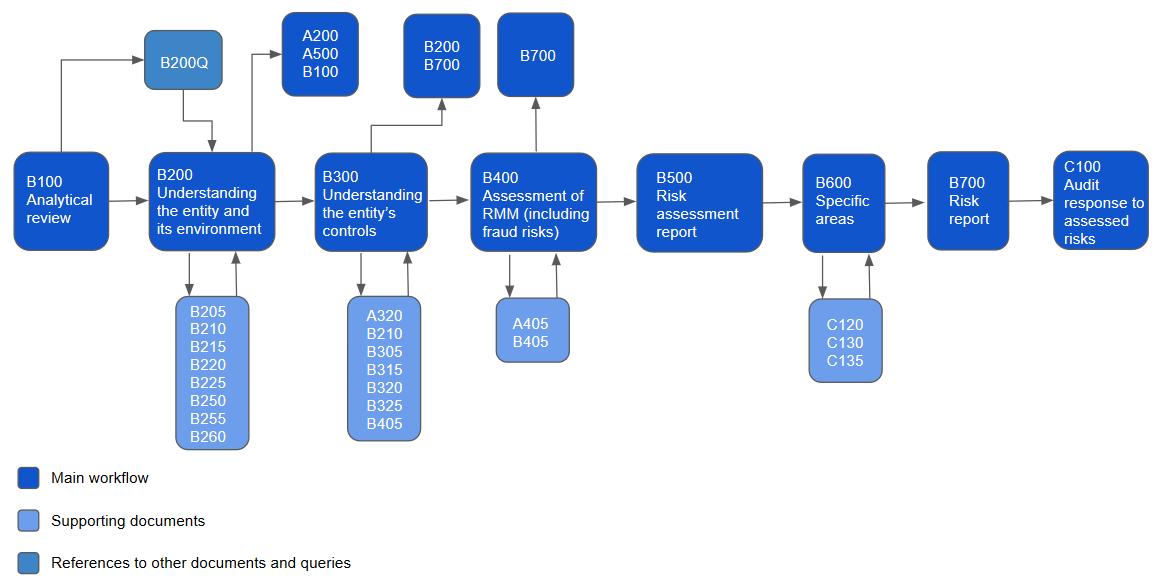 B200Q
A200
A500
B100
B200
B700
B700
B100
Analytical
review
B200
Understanding
the entity and
its environment
B300
Understanding
the entity's
controls
B400
Assessment of
RMM (including
fraud risks)
B500
Risk
assessment
report
B600
Specific
areas
B700
Risk
report
C100
Audit
response to
assessed
risks
B205
B210
B215
B220
B225
B250
B255
B260
A320
B210
B305
B315
B320
B325
B405
A405
B405
C120
C130
C135
Main workflow
Supporting documents
References to other documents and queries